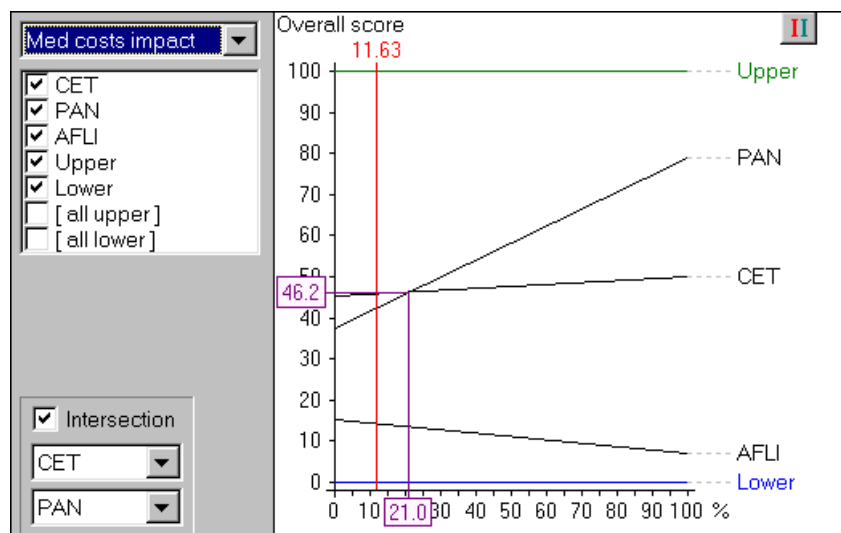 Med costs impact
CET
PAN
AFLI
Upper
Lower
[ all upper ]
[ all lower ]
Intersection
CET
PAN
Overall score
11.63
II
100
90
80
70
60
50
46.2
40
30
20
10
0
Upper
PAN
CET
AFLI
Lower
0 10 21.0 30 40 50 60 70 80 90 100 %